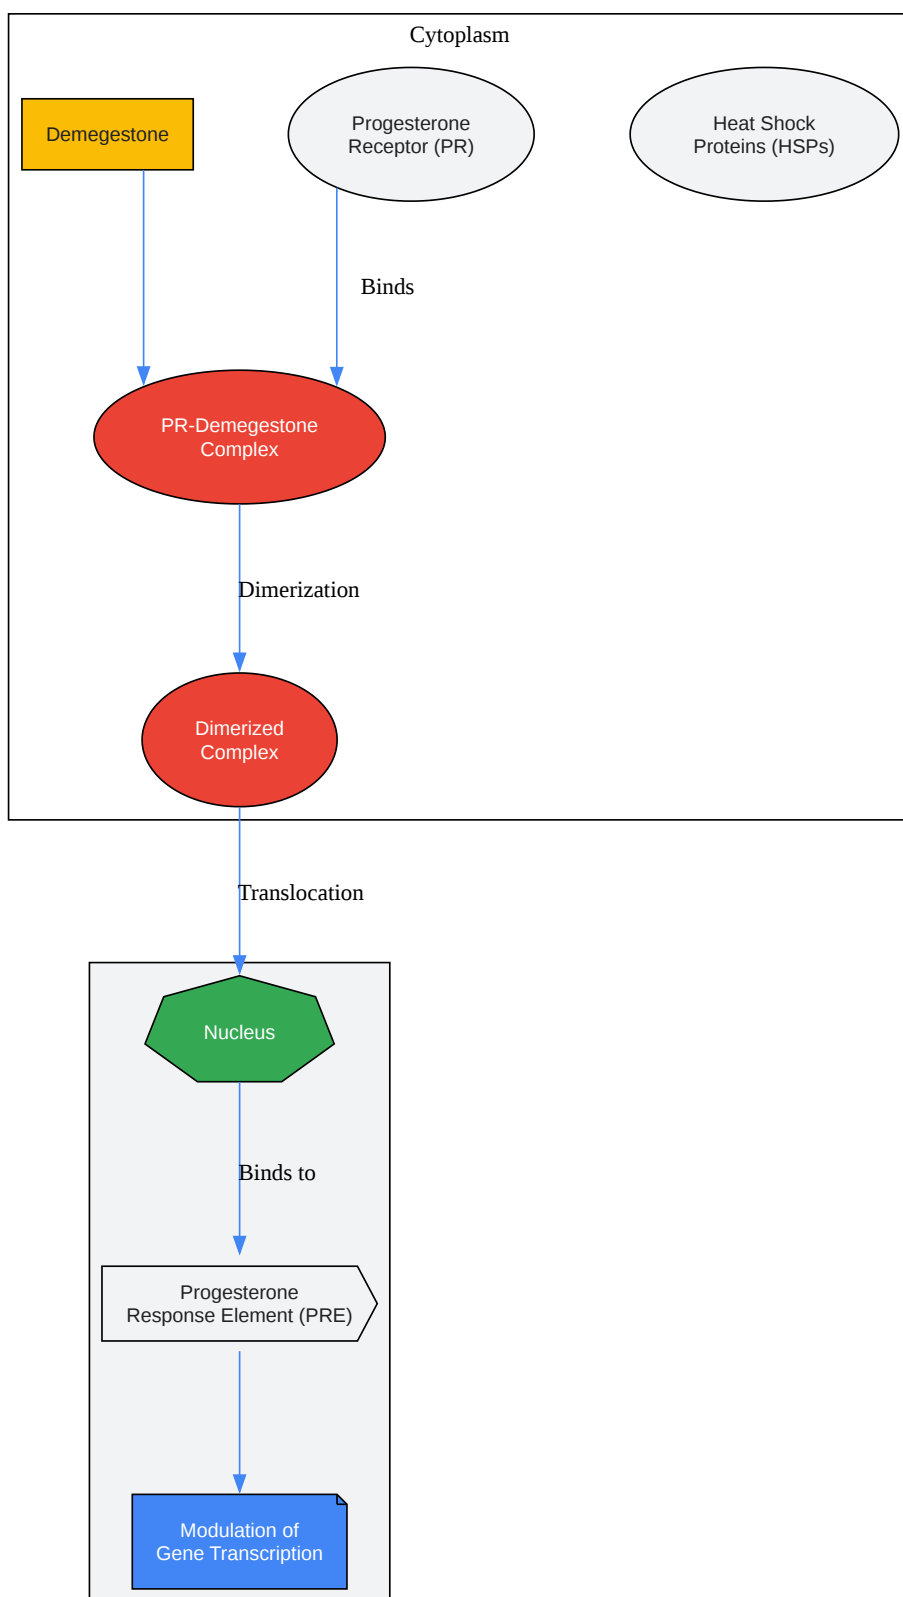 Cytoplasm
Demegestone
Progesterone
Receptor (PR)
Heat Shock
Proteins (HSPs)
Binds
PR-Demegestone
Complex
Dimerization
Dimerized
Complex
Translocation
Nucleus
Binds to
Progesterone
Response Element (PRE)
Modulation of
Gene Transcription